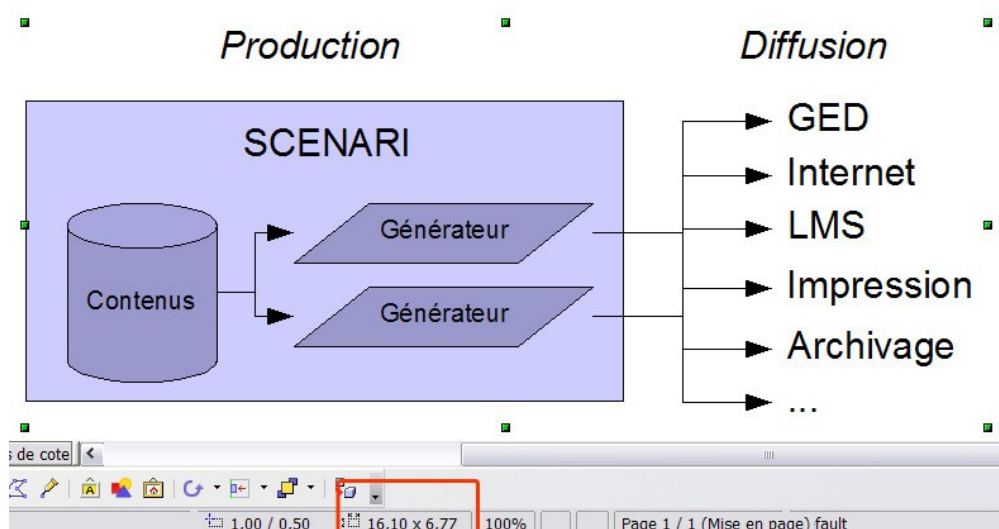 Production
Diffusion
SCENARI
Contenus
Générateur
Générateur
GED
Internet
LMS
Impression
Archivage
...
s de cote
1.00 / 0.50
16.10 x 6.77
100%
Page 1 / 1 (Mise en page) fault